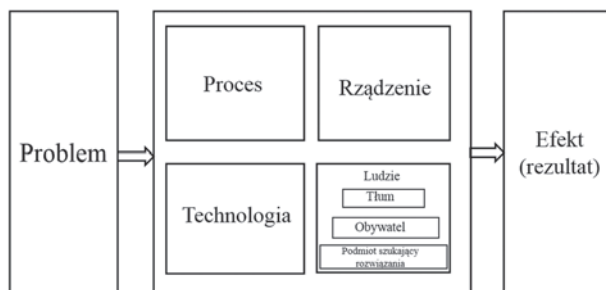 Problem
Proces
Rządzenie
Technologia
Ludzie
Tłum
Obywatel
Podmiot szukający
rozwiązania
Efekt
(rezultat)